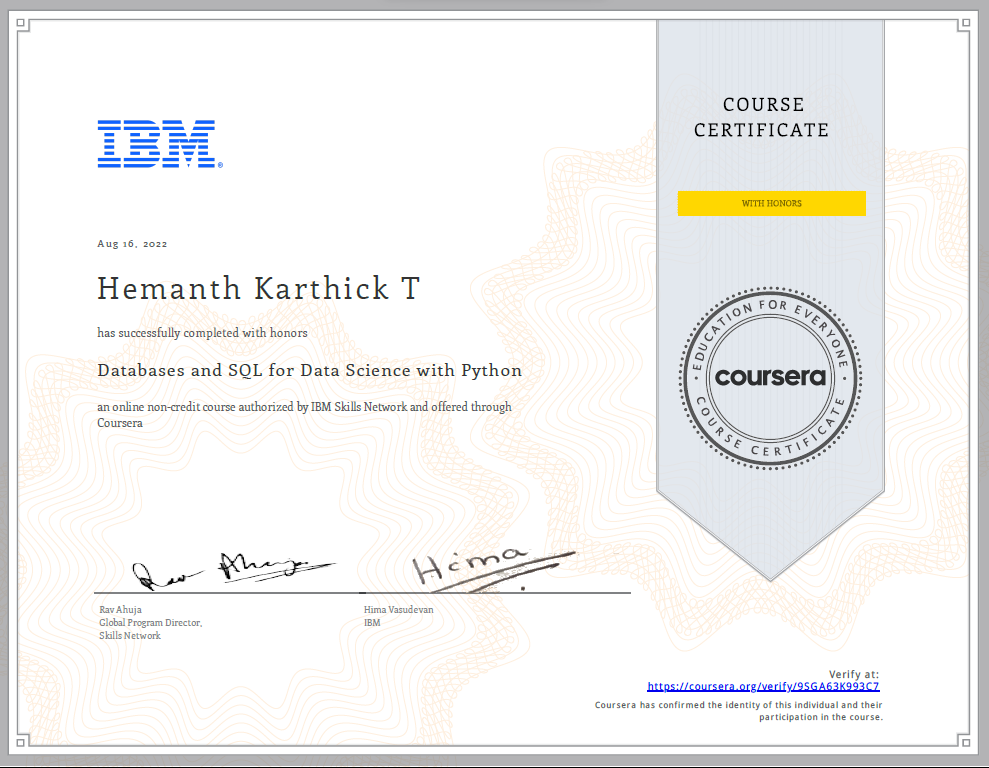 IBM®
Aug 16, 2022
Hemanth Karthick T
has successfully completed with honors
Databases and SQL for Data Science with Python
an online non-credit course authorized by IBM Skills Network and offered through
Coursera
COURSE
CERTIFICATE
WITH HONORS
EDUCATION FOR EVERYONE
coursera
COURSE CERTIFICATE
Rav Ahuja
Hima
Rav Ahuja
Global Program Director,
Skills Network
Hima Vasudevan
IBM
Verify at:
https://coursera.org/verify/9SGA63K993C7
Coursera has confirmed the identity of this individual and their
participation in the course.